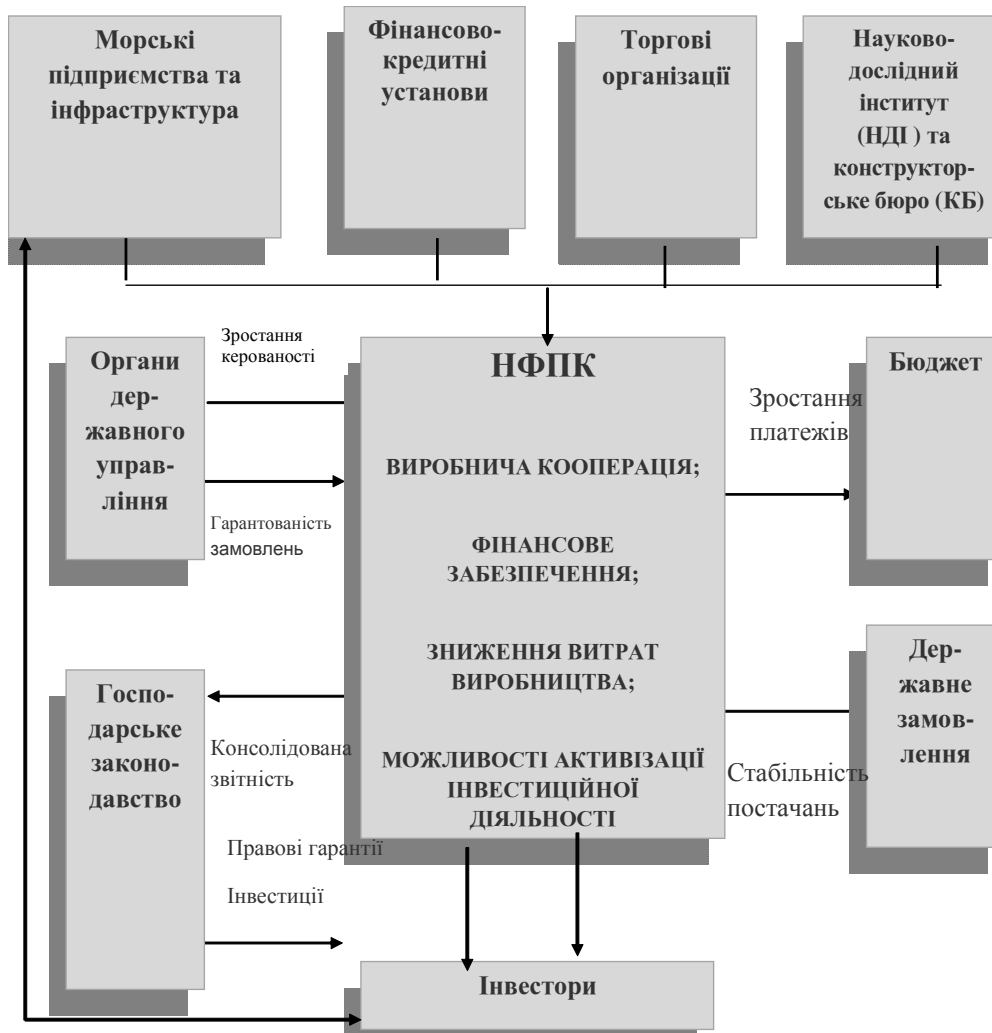 Морські
підприємства та
інфраструктура
Фінансово-
кредитні
установи
Торгові
організації
Науково-
дослідний
інститут
(НДІ ) та
конструктор-
ське бюро (КБ)
Органи
дер-
жавного
управ-
ління
Зростання
керованості
Гарантованість
замовлень
НФПК
ВИРОБНИЧА КООПЕРАЦІЯ;
ФІНАНСОВЕ
ЗАБЕЗПЕЧЕННЯ;
ЗНИЖЕННЯ ВИТРАТ
ВИРОБНИЦТВА;
МОЖЛИВОСТІ АКТИВІЗАЦІЇ
ІНВЕСТИЦІЙНОЇ
ДІЯЛЬНОСТІ
Зростання
платежів
Бюджет
Госпо-
дарське
законо-
давство
Консолідована
звітність
Правові гарантії
Інвестиції
Стабільність
постачань
Дер-
жавне
замов-
лення
Інвестори